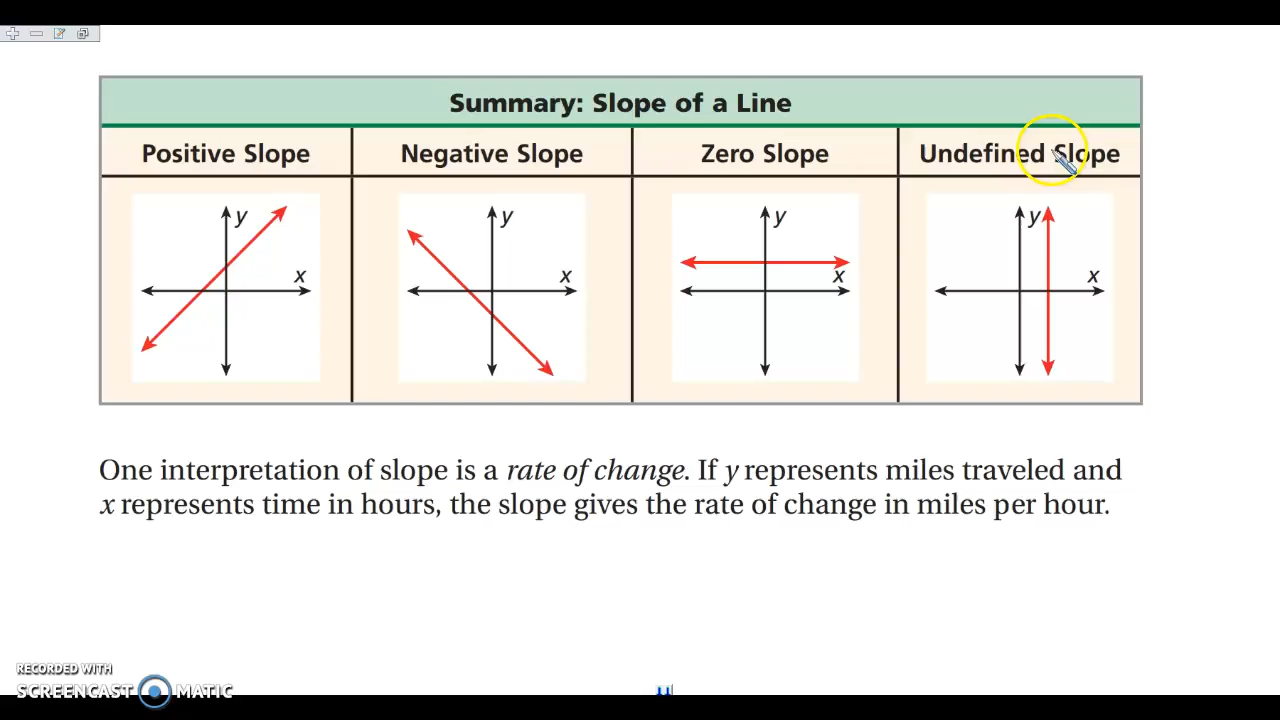 Summary: Slope of a Line
Positive Slope
Negative Slope
Zero Slope
Undefined Slope
y
x
y
x
y
x
y
x
One interpretation of slope is a rate of change. If y represents miles traveled and
x represents time in hours, the slope gives the rate of change in miles per hour.
RECORDED WITH
SCREENCAST MATIC